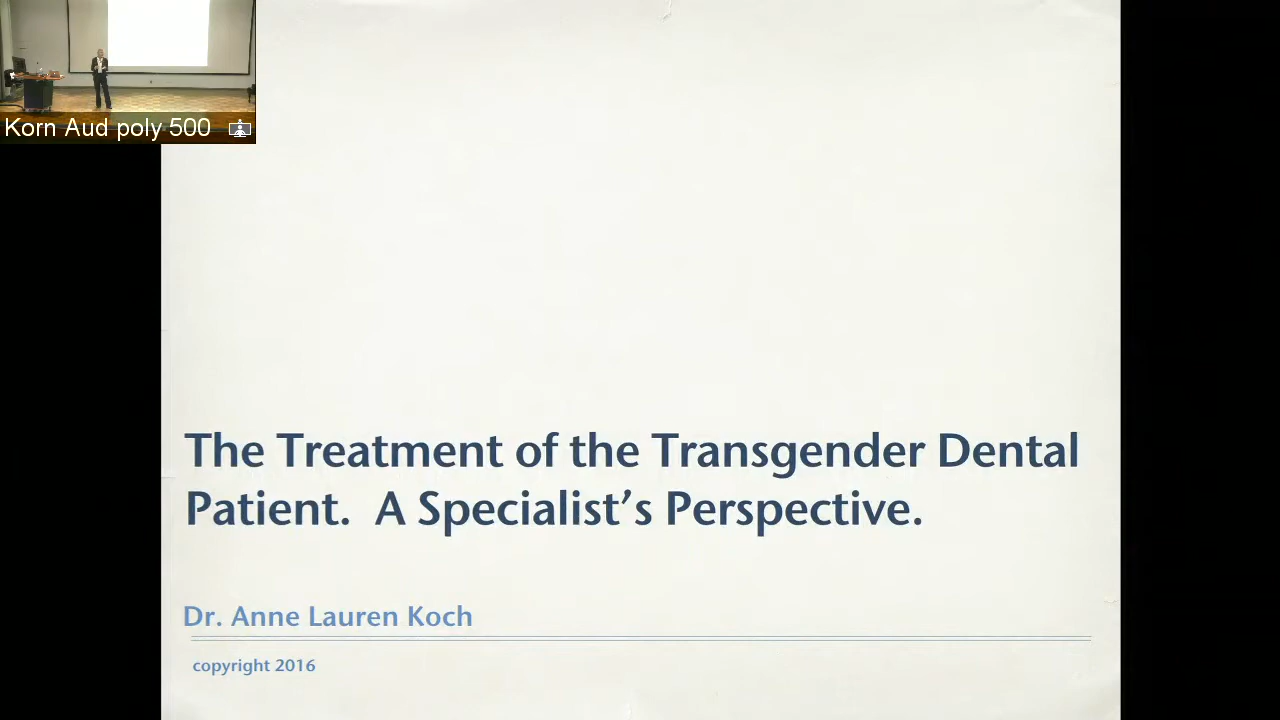 Korn Aud poly 500
The Treatment of the Transgender Dental
Patient.  A Specialist’s Perspective.
Dr. Anne Lauren Koch
copyright 2016